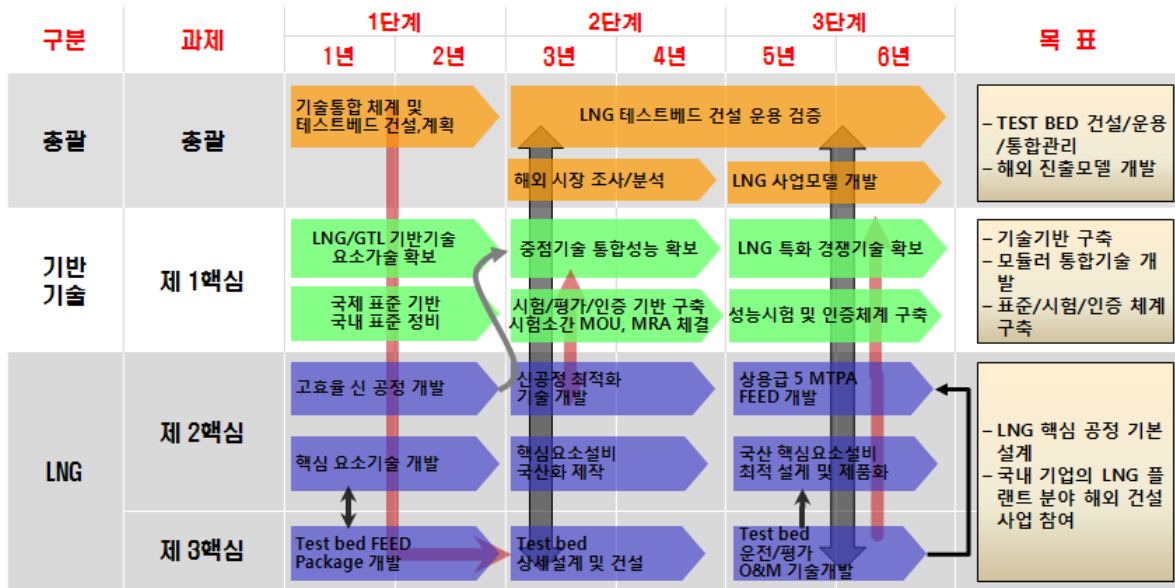 구분
과제
1단계
2단계
3단계
목 표
1년
2년
3년
4년
5년
6년
총괄
총괄
기술통합 체계 및
테스트베드 건설,계획
LNG 테스트베드 건설 운용 검증
해외 시장 조사/분석
LNG 사업모델 개발
– TEST BED 건설/운용
/통합관리
– 해외 진출모델 개발
기반
기술
제 1핵심
LNG/GTL 기반기술
요소가술 확보
중점기술 통합성능 확보
LNG 특화 경쟁기술 확보
국제 표준 기반
국내 표준 정비
시험/평가/인증 기반 구축
시험소간 MOU, MRA 체결
성능시험 및 인증체계 구축
– 기술기반 구축
– 모듈러 통합기술 개
발
– 표준/시험/인증 체계
구축
LNG
제 2핵심
고효율 신 공정 개발
신공정 최적화
기술 개발
상용급 5 MTPA
FEED 개발
핵심 요소기술 개발
핵심요소설비
국산화 제작
국산 핵심요소설비
최적 설계 및 제품화
제 3핵심
Test bed FEED
Package 개발
Test bed
상세설계 및 건설
Test bed
운전/평가
O&M 기술개발
– LNG 핵심 공정 기본
설계
– 국내 기업의 LNG 플
랜트 분야 해외 건설
사업 참여